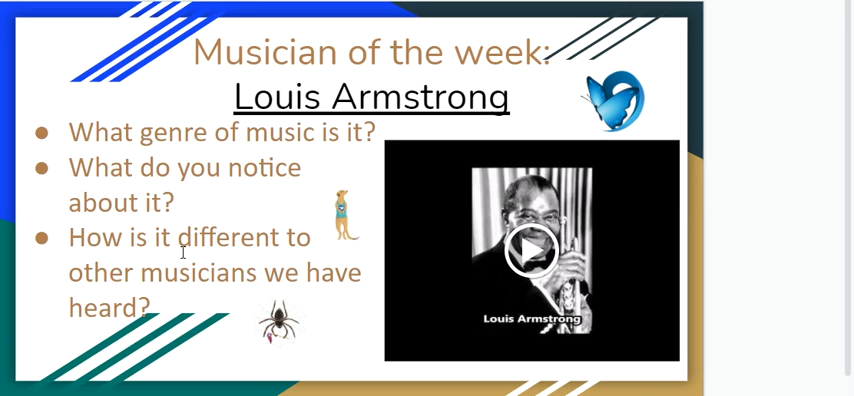 Musician of the week:
Louis Armstrong
● What genre of music is it?
● What do you notice
about it?
● How is it different to
other musicians we have
heard?
Louis Armstrong